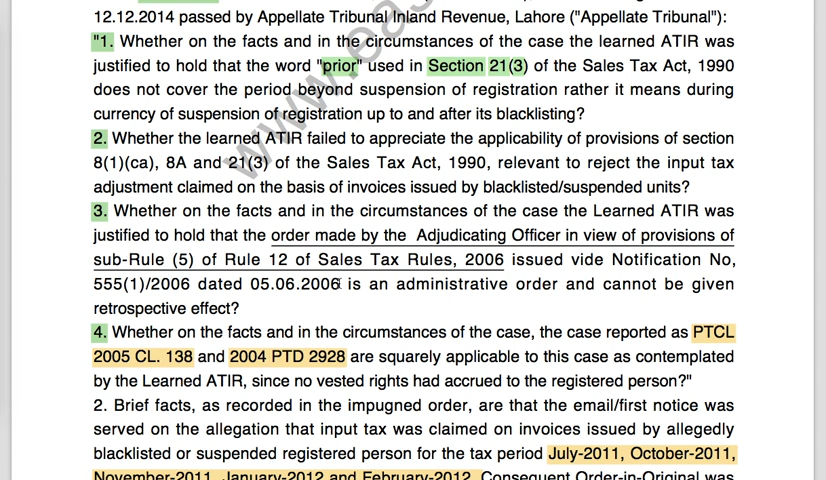 12.12.2014 passed by Appellate Tribunal Inland Revenue, Lahore ("Appellate Tribunal"):
"1. Whether on the facts and in the circumstances of the case the learned ATIR was
justified to hold that the word "prior" used in Section 21(3) of the Sales Tax Act, 1990
does not cover the period beyond suspension of registration rather it means during
currency of suspension of registration up to and after its blacklisting?
2. Whether the learned ATIR failed to appreciate the applicability of provisions of section
8(1)(ca), 8A and 21(3) of the Sales Tax Act, 1990, relevant to reject the input tax
adjustment claimed on the basis of invoices issued by blacklisted/suspended units?
3. Whether on the facts and in the circumstances of the case the Learned ATIR was
justified to hold that the order made by the Adjudicating Officer in view of provisions of
sub-Rule (5) of Rule 12 of Sales Tax Rules, 2006 issued vide Notification No,
555(1)/2006 dated 05.06.2006 is an administrative order and cannot be given
retrospective effect?
4. Whether on the facts and in the circumstances of the case, the case reported as PTCL
2005 CL. 138 and 2004 PTD 2928 are squarely applicable to this case as contemplated
by the Learned ATIR, since no vested rights had accrued to the registered person?"
2. Brief facts, as recorded in the impugned order, are that the email/first notice was
served on the allegation that input tax was claimed on invoices issued by allegedly
blacklisted or suspended registered person for the tax period July-2011, October-2011,
November-2011, January-2012 and February-2012. Consequent Order-in-Original was
www.ea